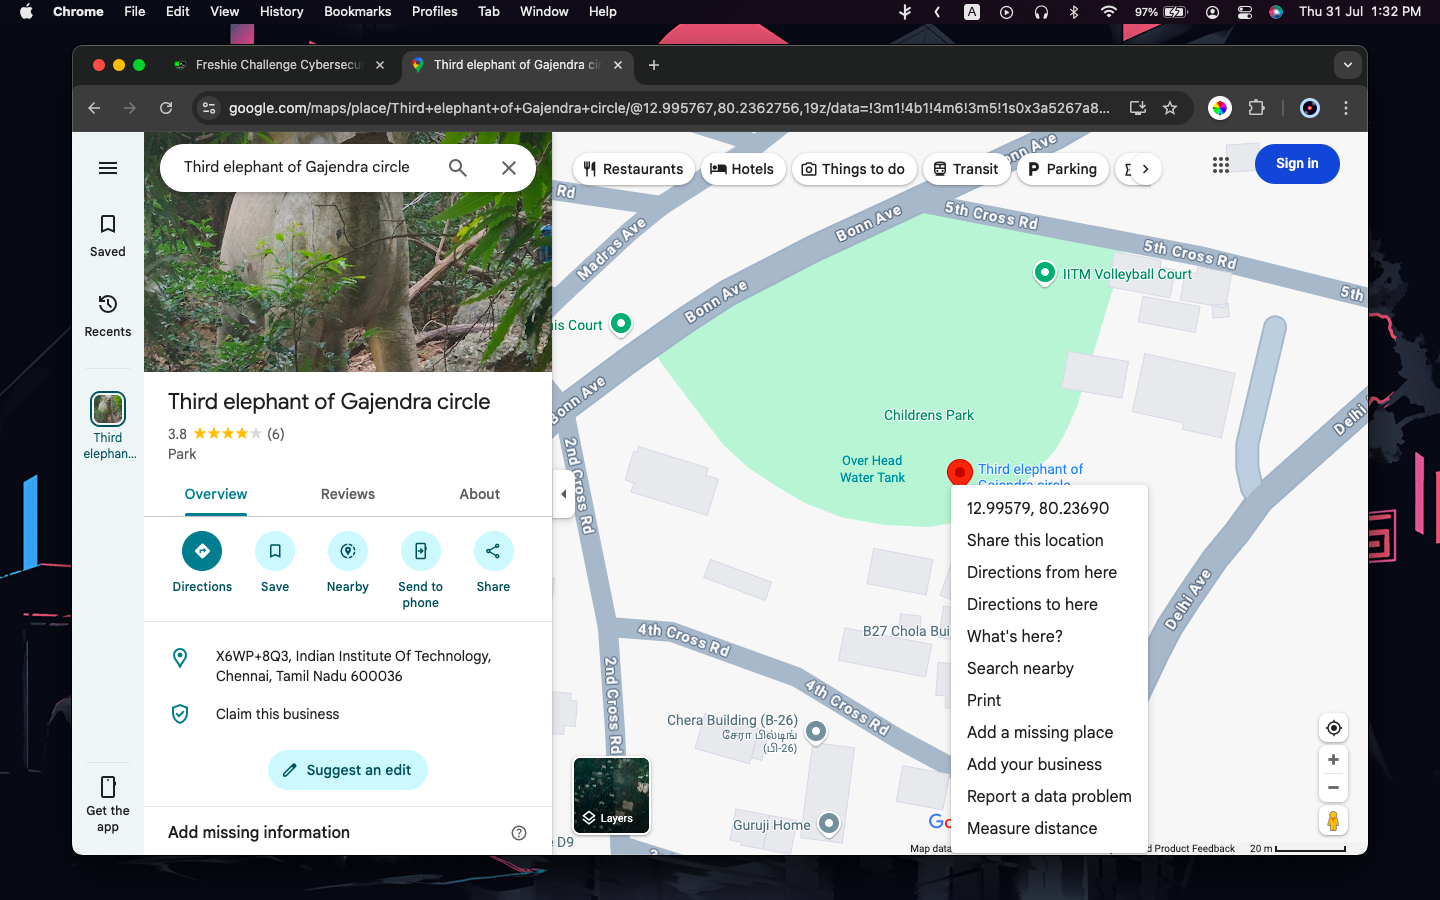 Chrome File Edit View History Bookmarks Profiles Tab Window Help
A 97% Thu 31 Jul 1:32 PM
Freshie Challenge Cybersecu
Third elephant of Gajendra cir
google.com/maps/place/Third+elephant+of+Gajendra+circle/@12.995767,80.2362756,19z/data=!3m1!4b1!4m6!3m5!1s0x3a5267a8...
Saved
Recents
Third
elephan...
Get the
app
Third elephant of Gajendra circle
Third elephant of Gajendra circle
3.8 (6)
Park
Overview Reviews About
Directions
Save
Nearby
Send to
phone
Share
X6WP+8Q3, Indian Institute Of Technology,
Chennai, Tamil Nadu 600036
Claim this business
Suggest an edit
Add missing information
Restaurants Hotels Things to do Transit Parking
Sign in
Rd
Madras Ave
Bonn Ave
onn Ave
5th Cross Rd
5th Cross Rd
5th
IITM Volleyball Court
Bonn Ave
is Court
Bonn Ave
Childrens Park
Delhi
2nd Cross Rd
Over Head
Water Tank
Third elephant of
Gajendra circle
12.99579, 80.23690
Share this location
Directions from here
Directions to here
What's here?
Search nearby
Print
Add a missing place
Add your business
Report a data problem
Measure distance
Delhi Ave
B27 Chola Bui
4th Cross Rd
2nd Cross Rd
4th Cross Rd
Chera Building (B-26)
சேரா பில்டிங்
(பி-26)
Layers
Guruji Home
D9
Go
Map data
d Product Feedback
20 m